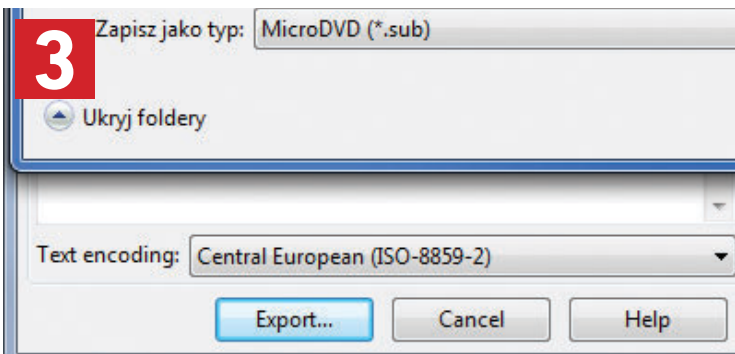 3
Zapisz jako typ: MicroDVD (*.sub)
Ukryj foldery
Text encoding: Central European (ISO-8859-2)
Export... Cancel Help